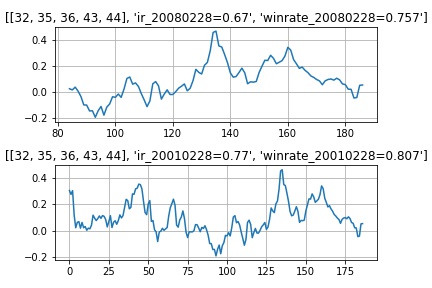 [[32, 35, 36, 43, 44], 'ir_20080228=0.67', 'winrate_20080228=0.757']
0.4
0.2
0.0
−0.2
80 100 120 140 160 180
[[32, 35, 36, 43, 44], 'ir_20010228=0.77', 'winrate_20010228=0.807']
0.4
0.2
0.0
−0.2
0 25 50 75 100 125 150 175